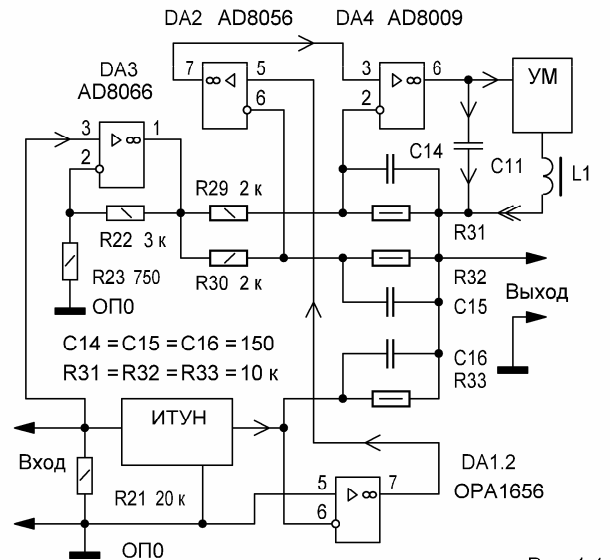 DA2 AD8056
DA4 AD8009
DA3
AD8066
7
∞
5
6
3
∞
6
2
УМ
3
∞
1
2
C14
C11
L1
R29 2 к
R22 3 к
R31
R23 750
R30 2 к
R32
ОП0
C15
Выход
C14 = C15 = C16 = 150
R31 = R32 = R33 = 10 к
C16
R33
ИТУН
Вход
R21 20 к
5
∞
7
6
DA1.2
OPA1656
ОП0